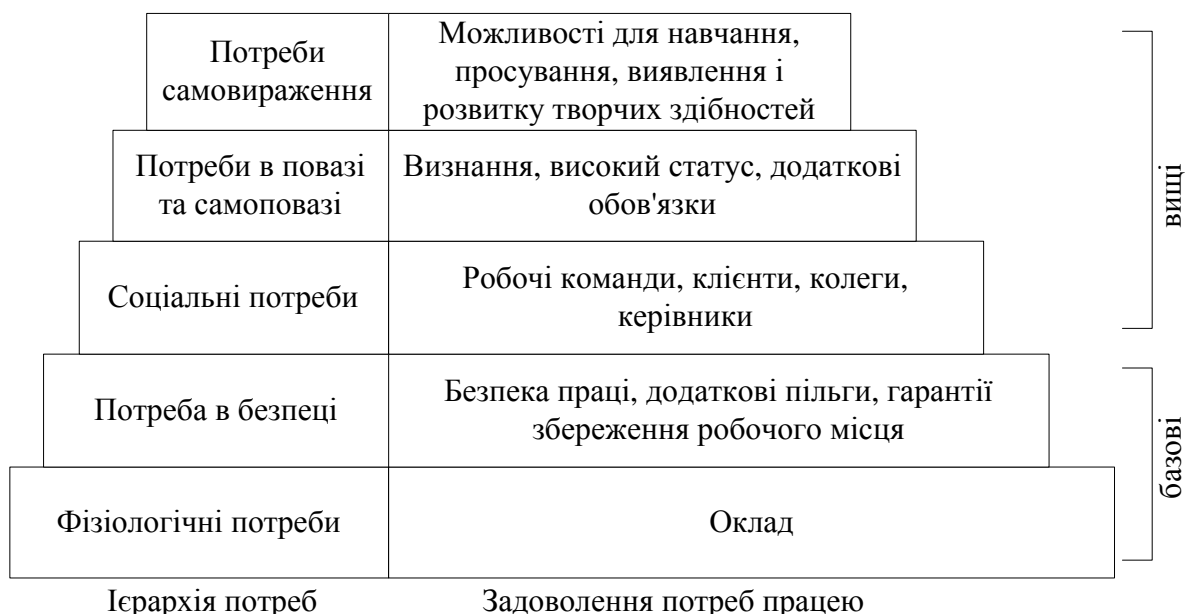 Потреби
самовираження
Можливості для навчання,
просування, виявлення і
розвитку творчих здібностей
Потреби в повазі
та самоповазі
Визнання, високий статус, додаткові
обов'язки
Соціальні потреби
Робочі команди, клієнти, колеги,
керівники
Потреба в безпеці
Безпека праці, додаткові пільги, гарантії
збереження робочого місця
Фізіологічні потреби
Оклад
вищі
базові
Ієрархія потреб
Задоволення потреб працею